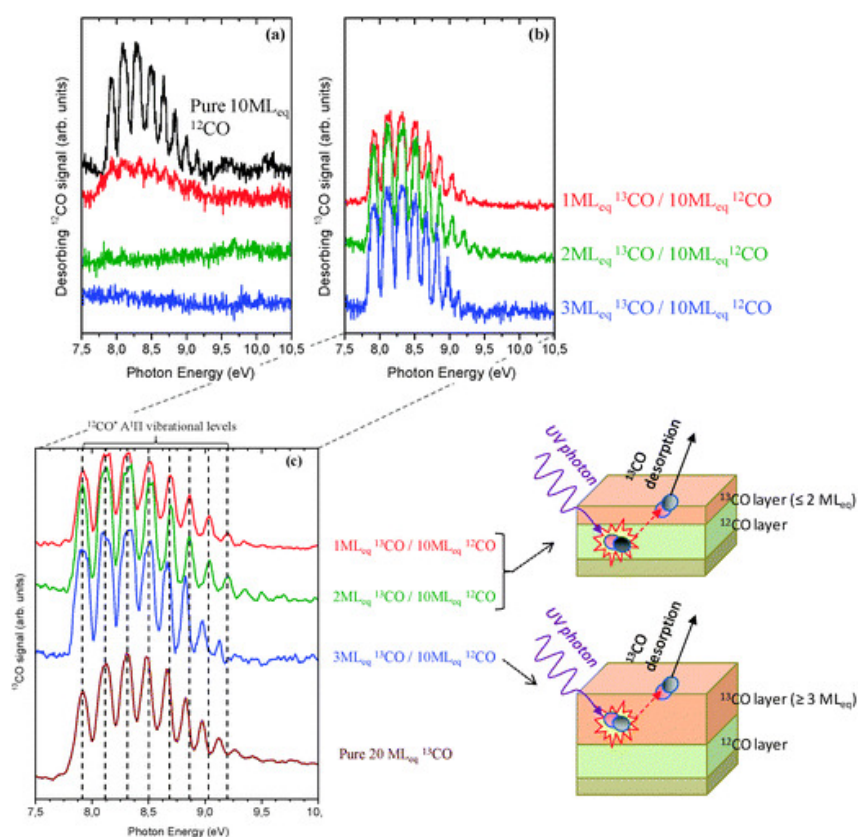 (a)
Pure 10ML_eq
¹²CO
Desorbing ¹²CO signal (arb. units)
7,5 8,0 8,5 9,0 9,5 10,0 10,5
Photon Energy (eV)
(b)
Desorbing ¹³CO signal (arb. units)
7,5 8,0 8,5 9,0 9,5 10,0 10,5
Photon Energy (eV)
1ML_eq ¹³CO / 10ML_eq ¹²CO
2ML_eq ¹³CO / 10ML_eq ¹²CO
3ML_eq ¹³CO / 10ML_eq ¹²CO
¹²CO* A¹Π vibrational levels
(c)
¹³CO signal (arb. units)
1ML_eq ¹³CO / 10ML_eq ¹²CO
2ML_eq ¹³CO / 10ML_eq ¹²CO
3ML_eq ¹³CO / 10ML_eq ¹²CO
Pure 20 ML_eq ¹³CO
7,5 8,0 8,5 9,0 9,5 10,0
Photon Energy (eV)
UV photon
¹³CO
desorption
¹³CO layer (≤ 2 ML_eq)
¹²CO layer
UV photon
¹³CO
desorption
¹³CO layer (≥ 3 ML_eq)
¹²CO layer